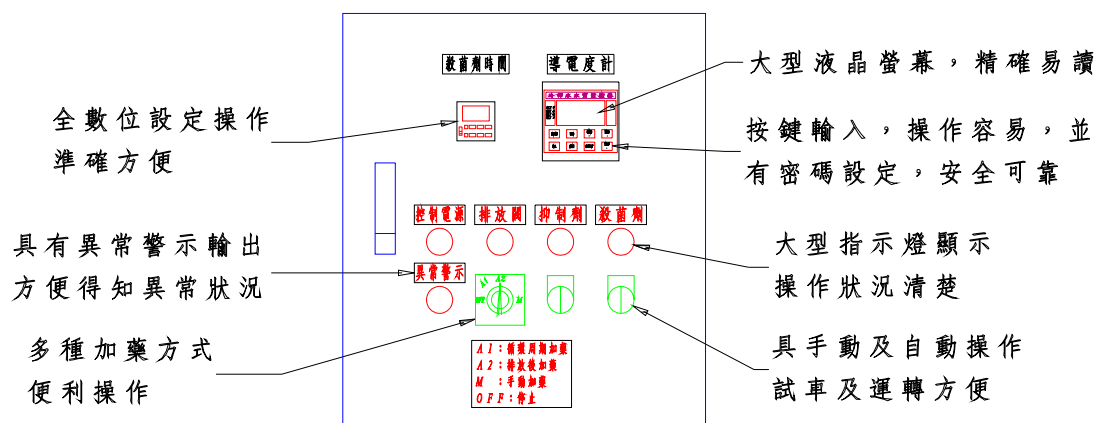 殺菌劑時間
導電度計
大型液晶螢幕，精確易讀
全數位設定操作
準確方便
按鍵輸入，操作容易，並
有密碼設定，安全可靠
控制電源
排放閥
抑制劑
殺菌劑
具有異常警示輸出
方便得知異常狀況
異常警示
大型指示燈顯示
操作狀況清楚
多種加藥方式
便利操作
A1：循環周期加藥
A2：排放後加藥
M ：手動加藥
OFF：停止
具手動及自動操作
試車及運轉方便